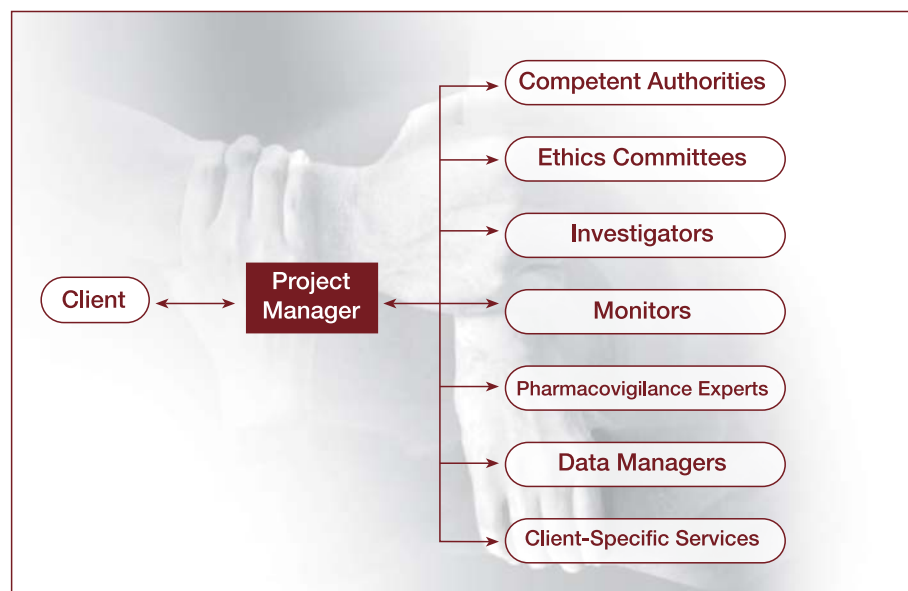 Competent Authorities
Ethics Committees
Investigators
Client
Project
Manager
Monitors
Pharmacovigilance Experts
Data Managers
Client-Specific Services